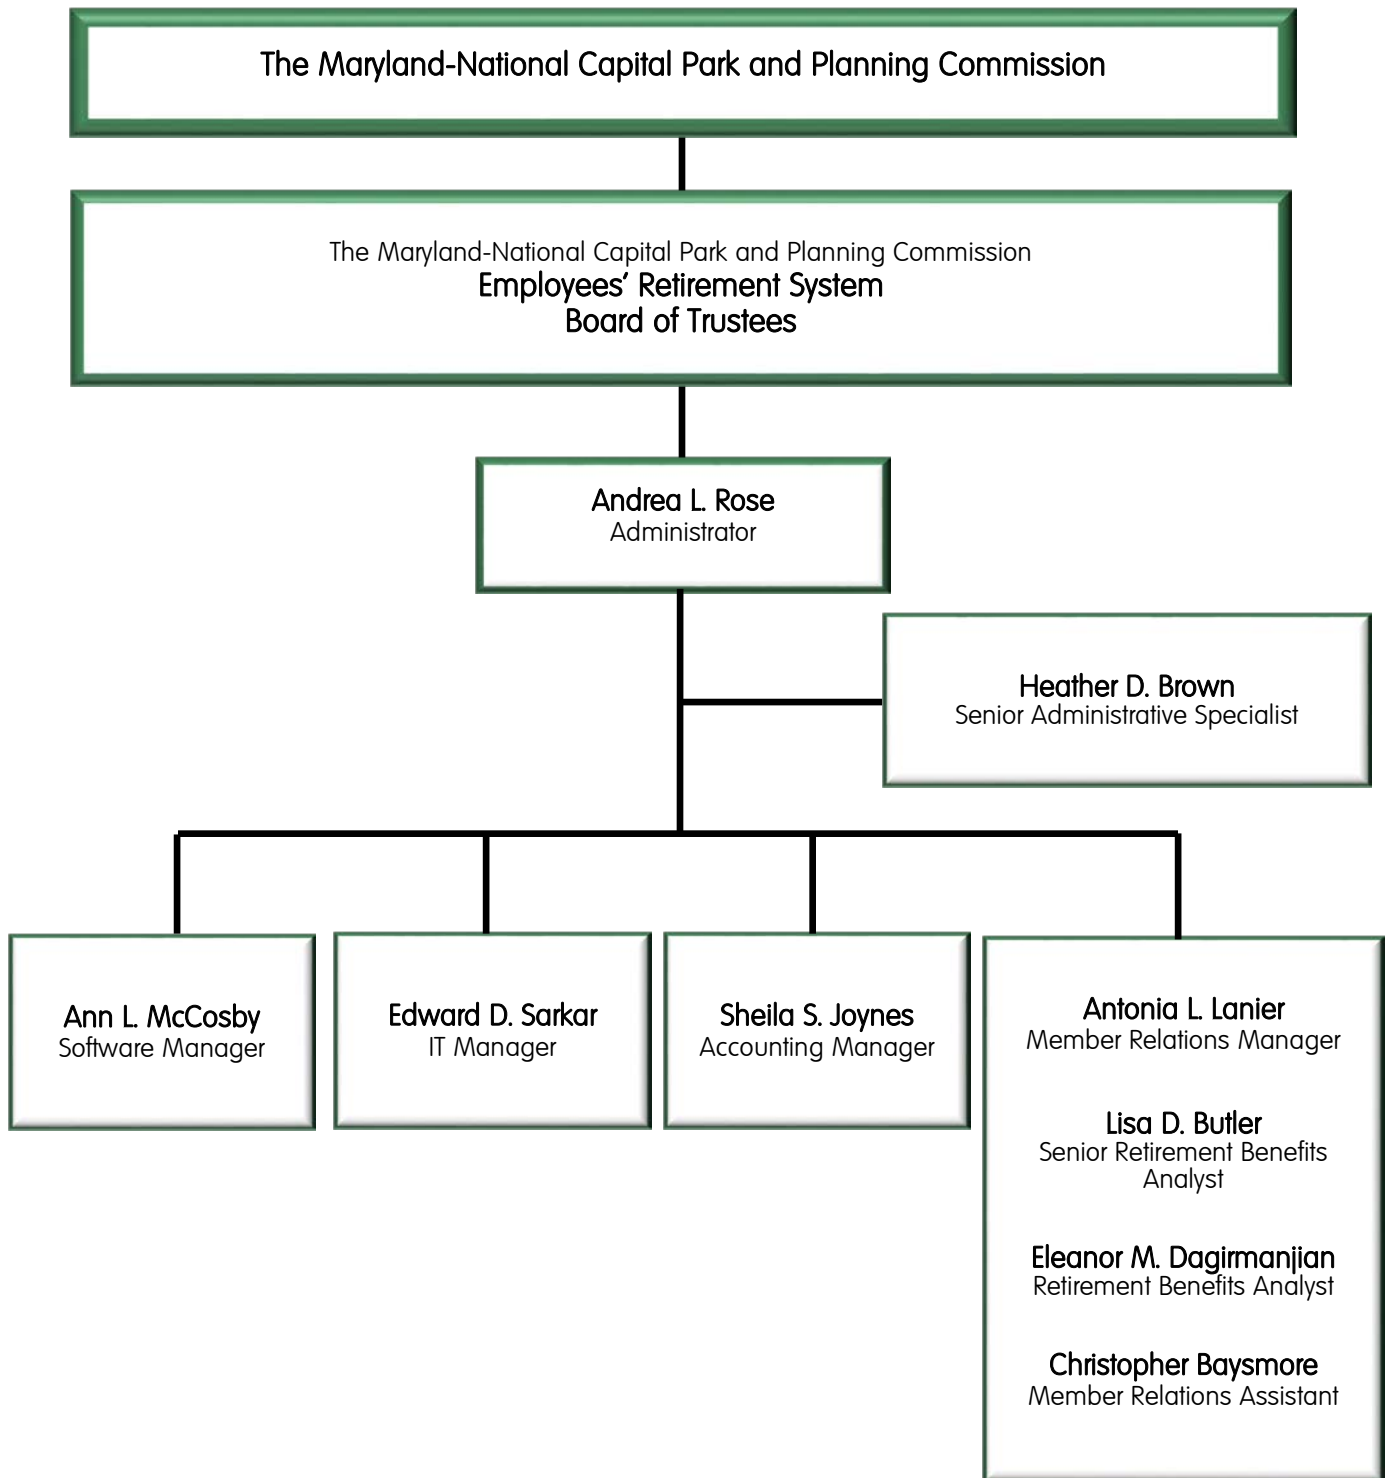 The Maryland-National Capital Park and Planning Commission
The Maryland-National Capital Park and Planning Commission
Employees’ Retirement System
Board of Trustees
Andrea L. Rose
Administrator
Heather D. Brown
Senior Administrative Specialist
Ann L. McCosby
Software Manager
Edward D. Sarkar
IT Manager
Sheila S. Joynes
Accounting Manager
Antonia L. Lanier
Member Relations Manager
Lisa D. Butler
Senior Retirement Benefits
Analyst
Eleanor M. Dagirmanjian
Retirement Benefits Analyst
Christopher Baysmore
Member Relations Assistant